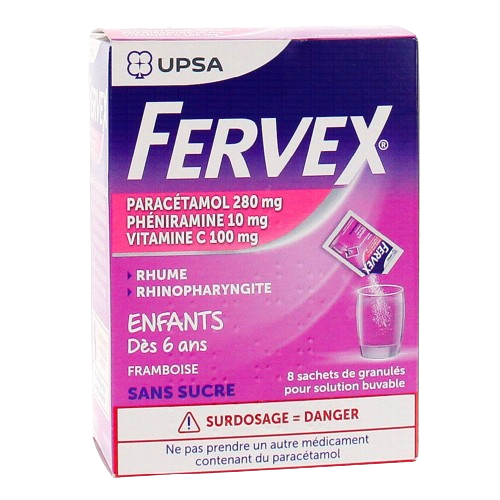 UPSA
FERVEX®
PARACÉTAMOL 280 mg
PHÉNIRAMINE 10 mg
VITAMINE C 100 mg
RHUME
RHINOPHARYNGITE
ENFANTS
Dès 6 ans
FRAMBOISE
SANS SUCRE
FERVEX
8 sachets de granulés
pour solution buvable
SURDOSAGE = DANGER
Ne pas prendre un autre médicament
contenant du paracétamol